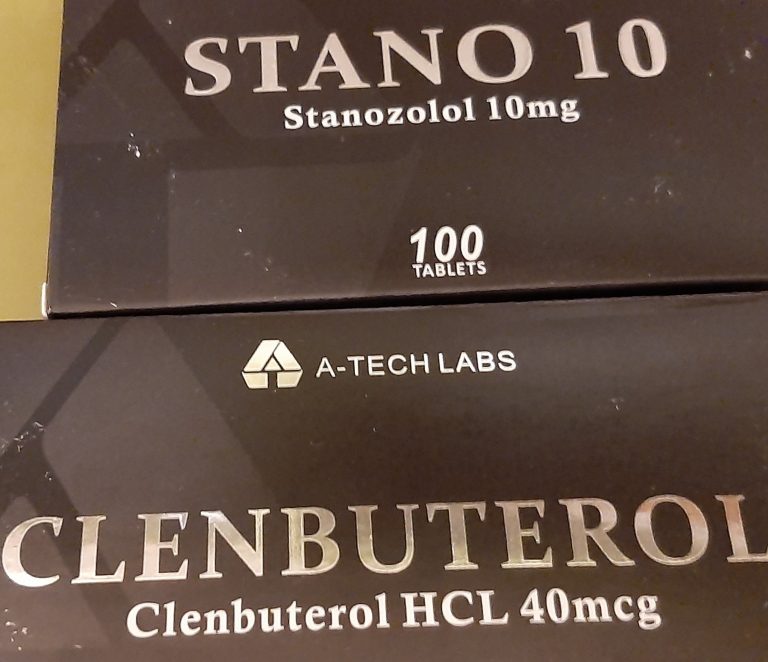 STANO 10
Stanozolol 10mg
100
TABLETS
A-TECH LABS
CLENBUTEROL
Clenbuterol HCL 40mcg